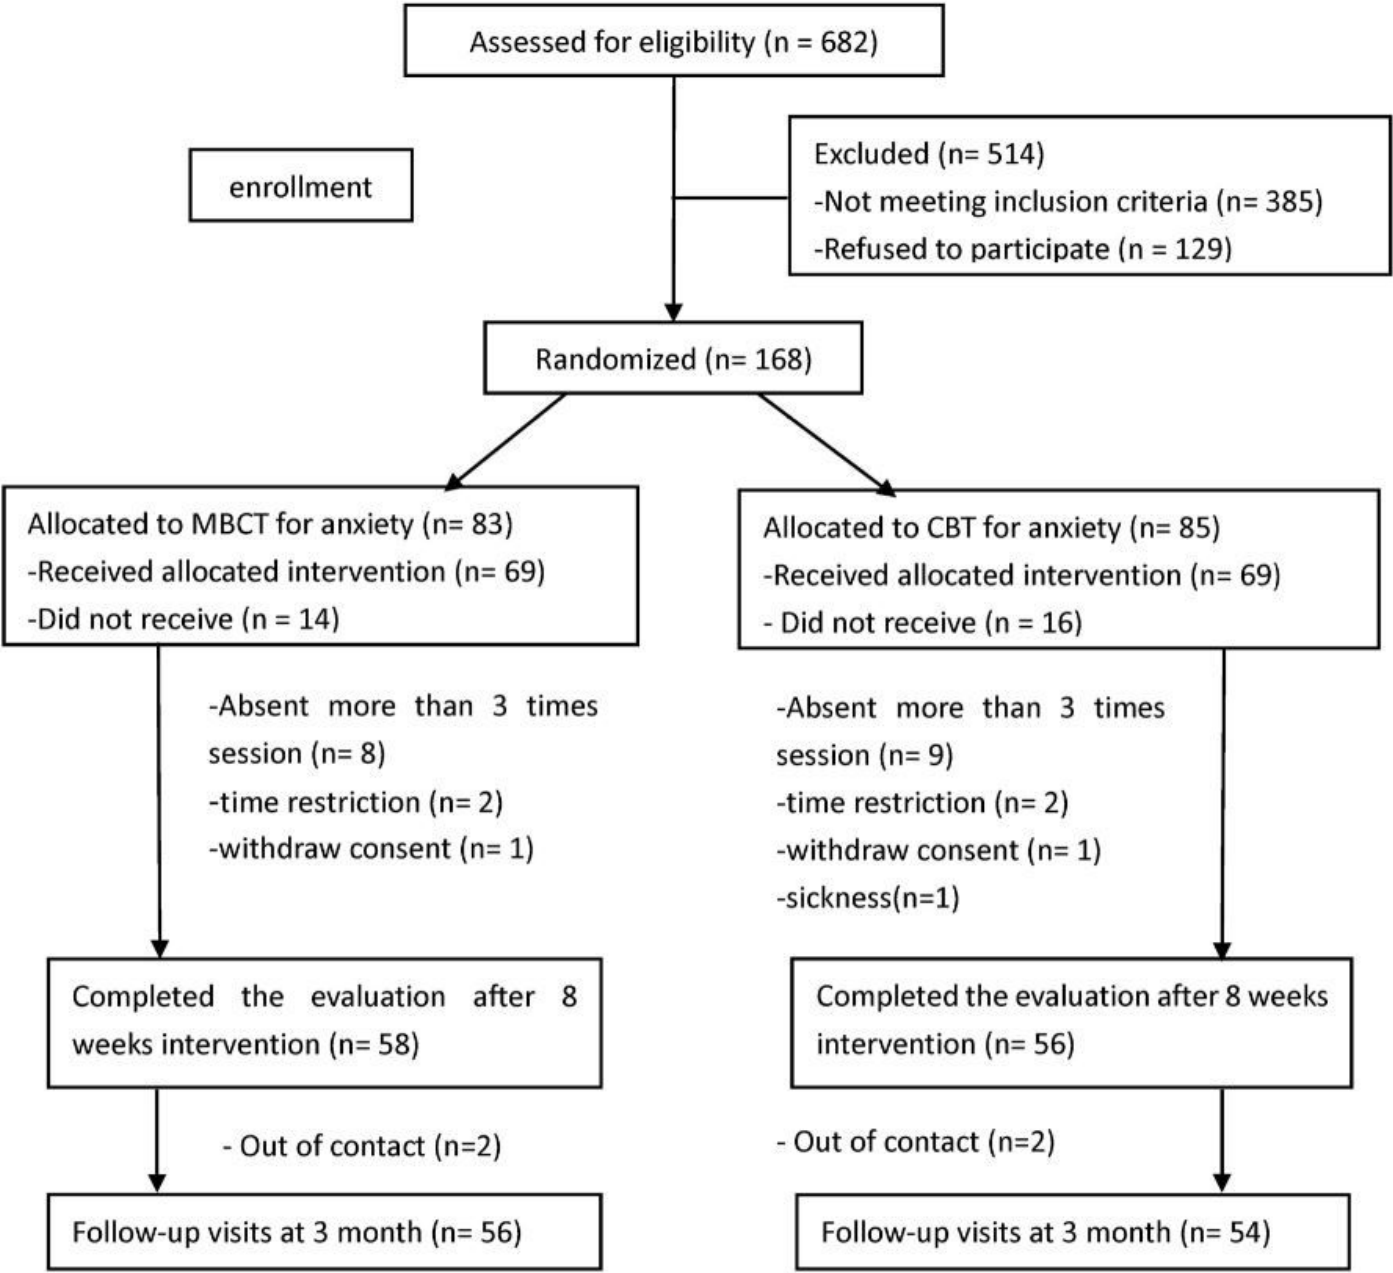 Assessed for eligibility (n = 682)
enrollment
Excluded (n= 514)
-Not meeting inclusion criteria (n= 385)
-Refused to participate (n = 129)
Randomized (n= 168)
Allocated to MBCT for anxiety (n= 83)
-Received allocated intervention (n= 69)
-Did not receive (n = 14)
Allocated to CBT for anxiety (n= 85)
-Received allocated intervention (n= 69)
- Did not receive (n = 16)
-Absent more than 3 times
session (n= 8)
-time restriction (n= 2)
-withdraw consent (n= 1)
-Absent more than 3 times
session (n= 9)
-time restriction (n= 2)
-withdraw consent (n= 1)
-sickness(n=1)
Completed the evaluation after 8
weeks intervention (n= 58)
Completed the evaluation after 8 weeks
intervention (n= 56)
- Out of contact (n=2)
- Out of contact (n=2)
Follow-up visits at 3 month (n= 56)
Follow-up visits at 3 month (n= 54)